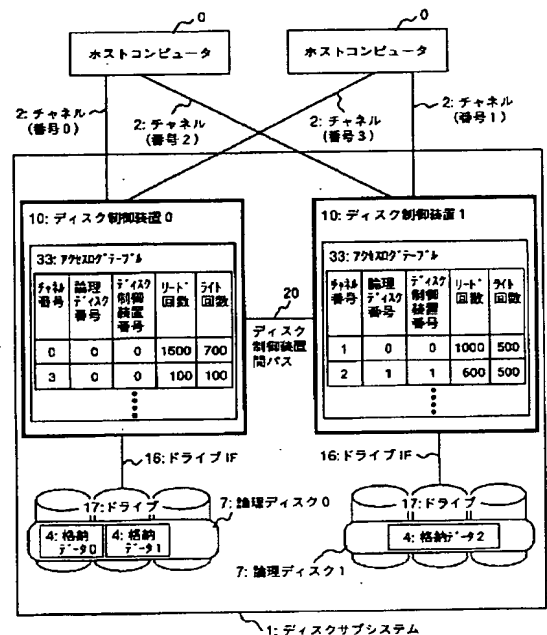 0
0
ホストコンピュータ
ホストコンピュータ
2: チャネル
(番号0)
2: チャネル
(番号2)
2: チャネル
(番号3)
2: チャネル
(番号1)
10: ディスク制御装置0
33: アクセスログテーブル
チャネル
番号
論理
ディスク
番号
ディスク
制御
装置
番号
リード
回数
ライト
回数
0 0 0 1500 700
3 0 0 100 100
20
ディスク
制御装置
間パス
10: ディスク制御装置1
33: アクセスログテーブル
チャネル
番号
論理
ディスク
番号
ディスク
制御
装置
番号
リード
回数
ライト
回数
1 0 0 1000 500
2 1 1 600 500
16: ドライブIF
16: ドライブIF
17: ドライブ
4: 格納
データ0
4: 格納
データ1
7: 論理ディスク0
17: ドライブ
4: 格納データ2
7: 論理ディスク1
1: ディスクサブシステム